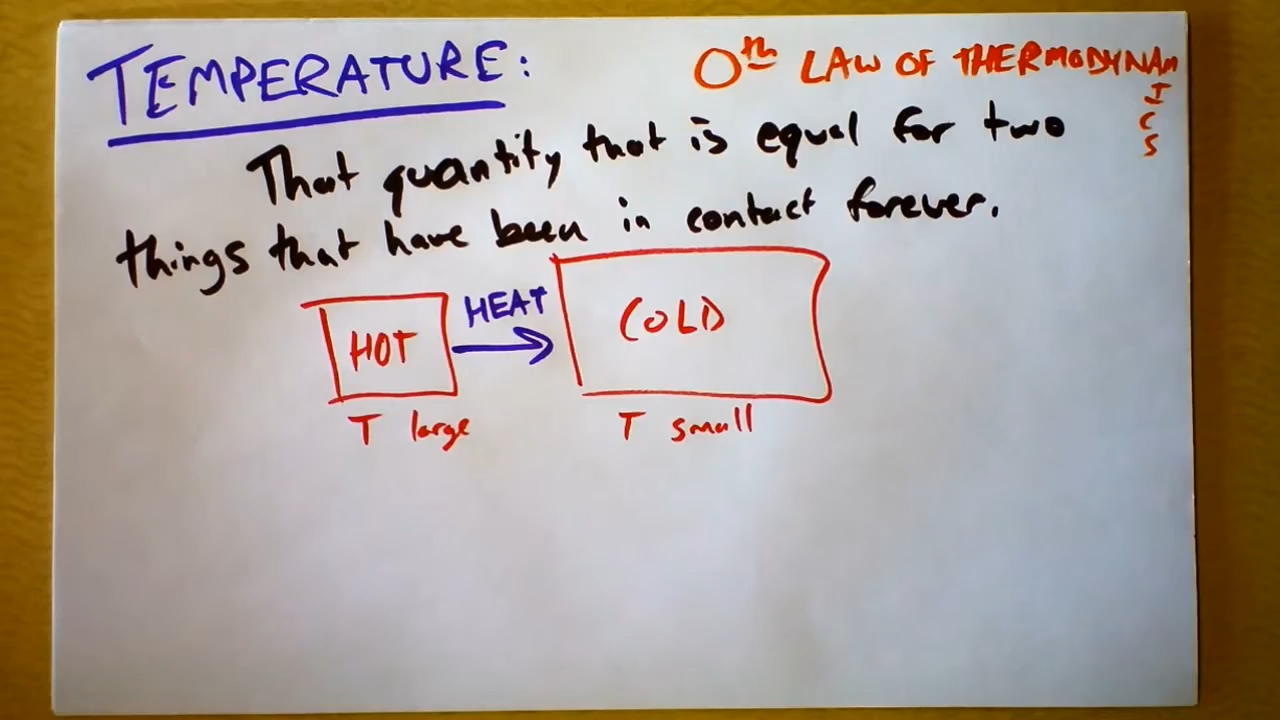 TEMPERATURE:
0th LAW OF THERMODYNAMICS
That quantity that is equal for two
things that have been in contact forever.
HEAT
HOT
COLD
T large
T small